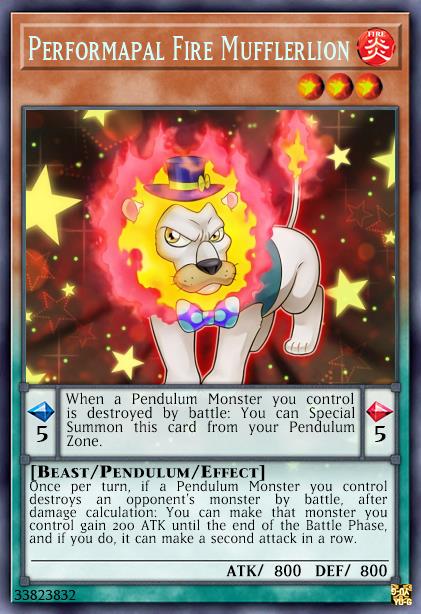 PERFORMAPAL FIRE MUFFLERLION
FIRE
炎
When a Pendulum Monster you control
is destroyed by battle: You can Special
Summon this card from your Pendulum
Zone.
5
5
[BEAST/PENDULUM/EFFECT]
Once per turn, if a Pendulum Monster you control
destroys an opponent's monster by battle, after
damage calculation: You can make that monster you
control gain 200 ATK until the end of the Battle Phase,
and if you do, it can make a second attack in a row.
ATK/ 800 DEF/ 800
33823832